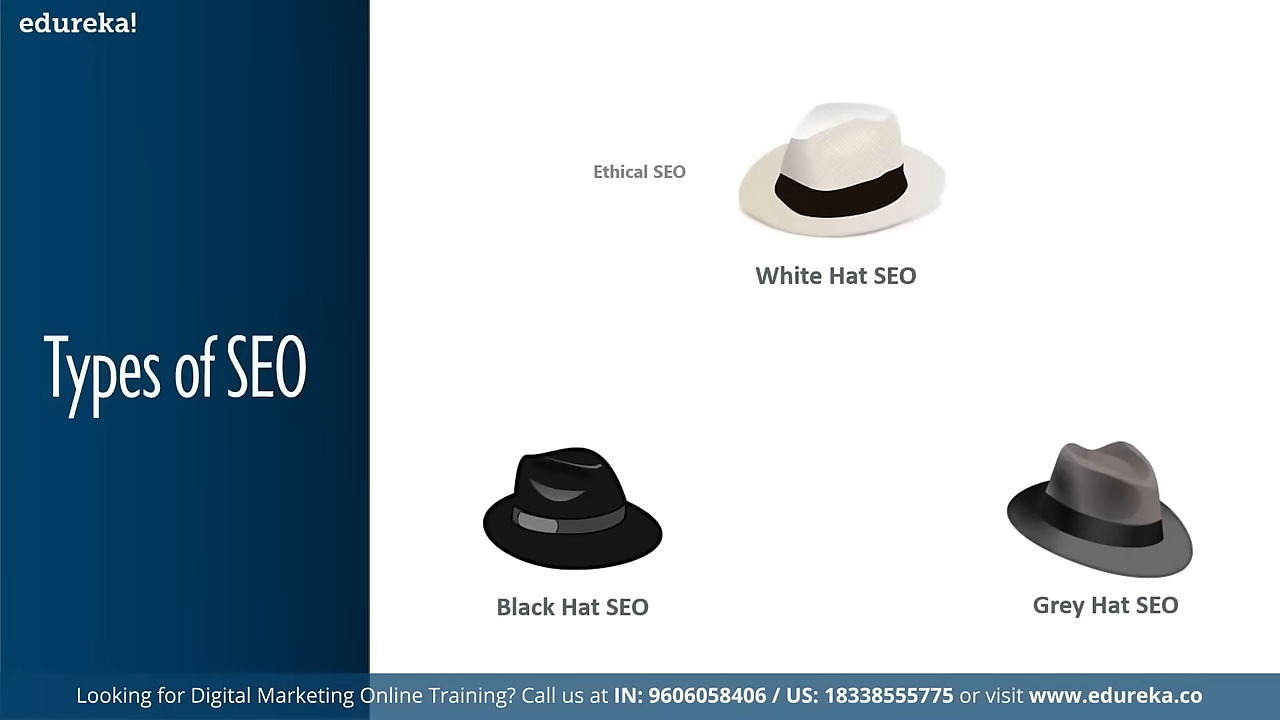 edureka!
Types of SEO
Ethical SEO
White Hat SEO
Black Hat SEO
Grey Hat SEO
Looking for Digital Marketing Online Training? Call us at IN: 9606058406 / US: 18338555775 or visit www.edureka.co